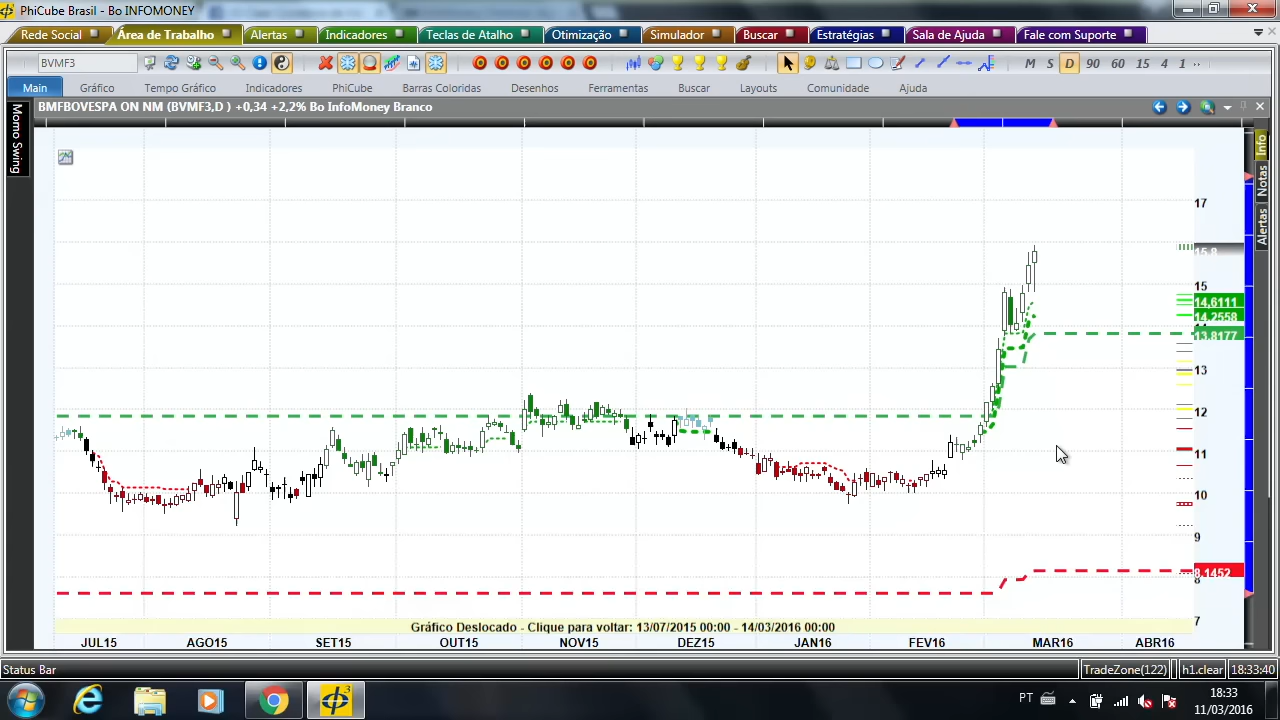 PhiCube Brasil - Bo INFOMONEY
Rede Social Área de Trabalho Alertas Indicadores Teclas de Atalho Otimização Simulador Buscar Estratégias Sala de Ajuda Fale com Suporte
BVMF3 M S D 90 60 15 4 1
Main Gráfico Tempo Gráfico Indicadores PhiCube Barras Coloridas Desenhos Ferramentas Buscar Layouts Comunidade Ajuda
BMFBOVESPA ON NM (BVMF3,D ) +0,34 +2,2% Bo InfoMoney Branco
Momo Swing
Info
Notas
Alertas
17
15,8
15
14,6111
14,2558
13,8177
13
12
11
10
9
8,1452
8
7
Gráfico Deslocado - Clique para voltar: 13/07/2015 00:00 - 14/03/2016 00:00
JUL15 AGO15 SET15 OUT15 NOV15 DEZ15 JAN16 FEV16 MAR16 ABR16
Status Bar TradeZone(122) h1.clear 18:33:40
PT 18:33
11/03/2016